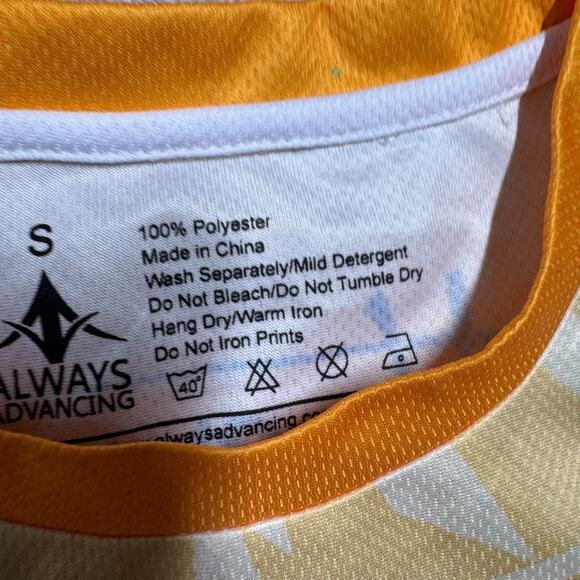 S
100% Polyester
Made in China
Wash Separately/Mild Detergent
Do Not Bleach/Do Not Tumble Dry
Hang Dry/Warm Iron
Do Not Iron Prints
40°
ALWAYS
ADVANCING